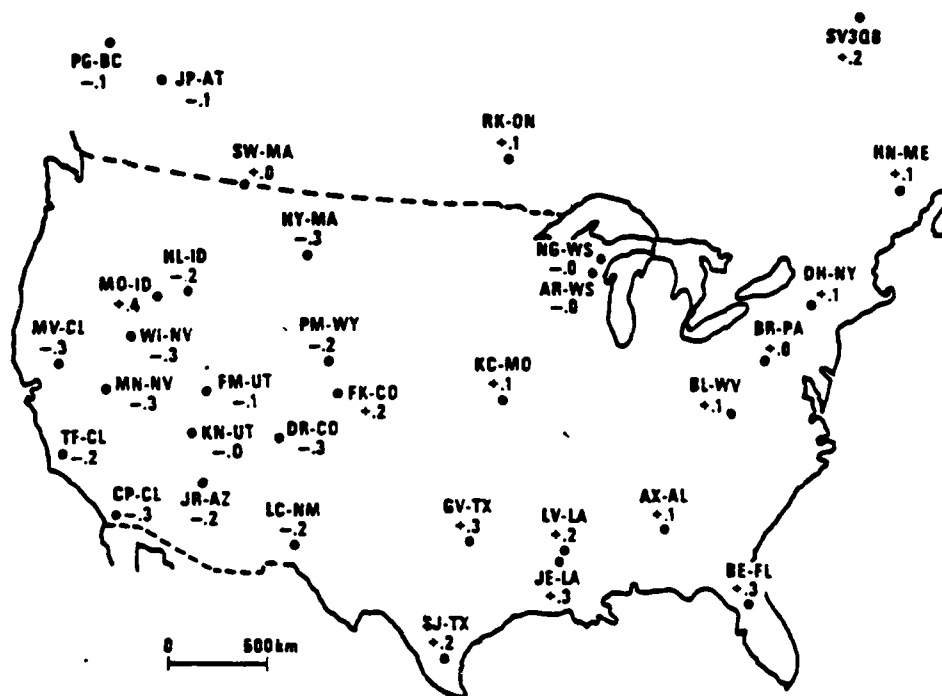 SV3QB
+.2
PG-BC
-.1
JP-AT
-.1
RK-ON
+.1
SW-MA
+.0
HN-ME
+.1
HY-MA
-.3
NG-WS
-.0
AR-WS
-.0
HL-ID
-.2
MO-ID
+.4
DH-NY
+.1
MV-CL
-.3
WI-NV
-.3
PM-WY
-.2
BR-PA
+.0
KC-MO
+.1
MN-NV
-.3
FM-UT
-.1
FK-CO
+.2
BL-WV
+.1
TF-CL
-.2
KN-UT
-.0
DR-CO
-.3
CP-CL
-.3
JR-AZ
-.2
LC-NM
-.2
GV-TX
+.3
LV-LA
+.2
AX-AL
+.1
JE-LA
+.3
BE-FL
+.3
SJ-TX
+.2
0 500km